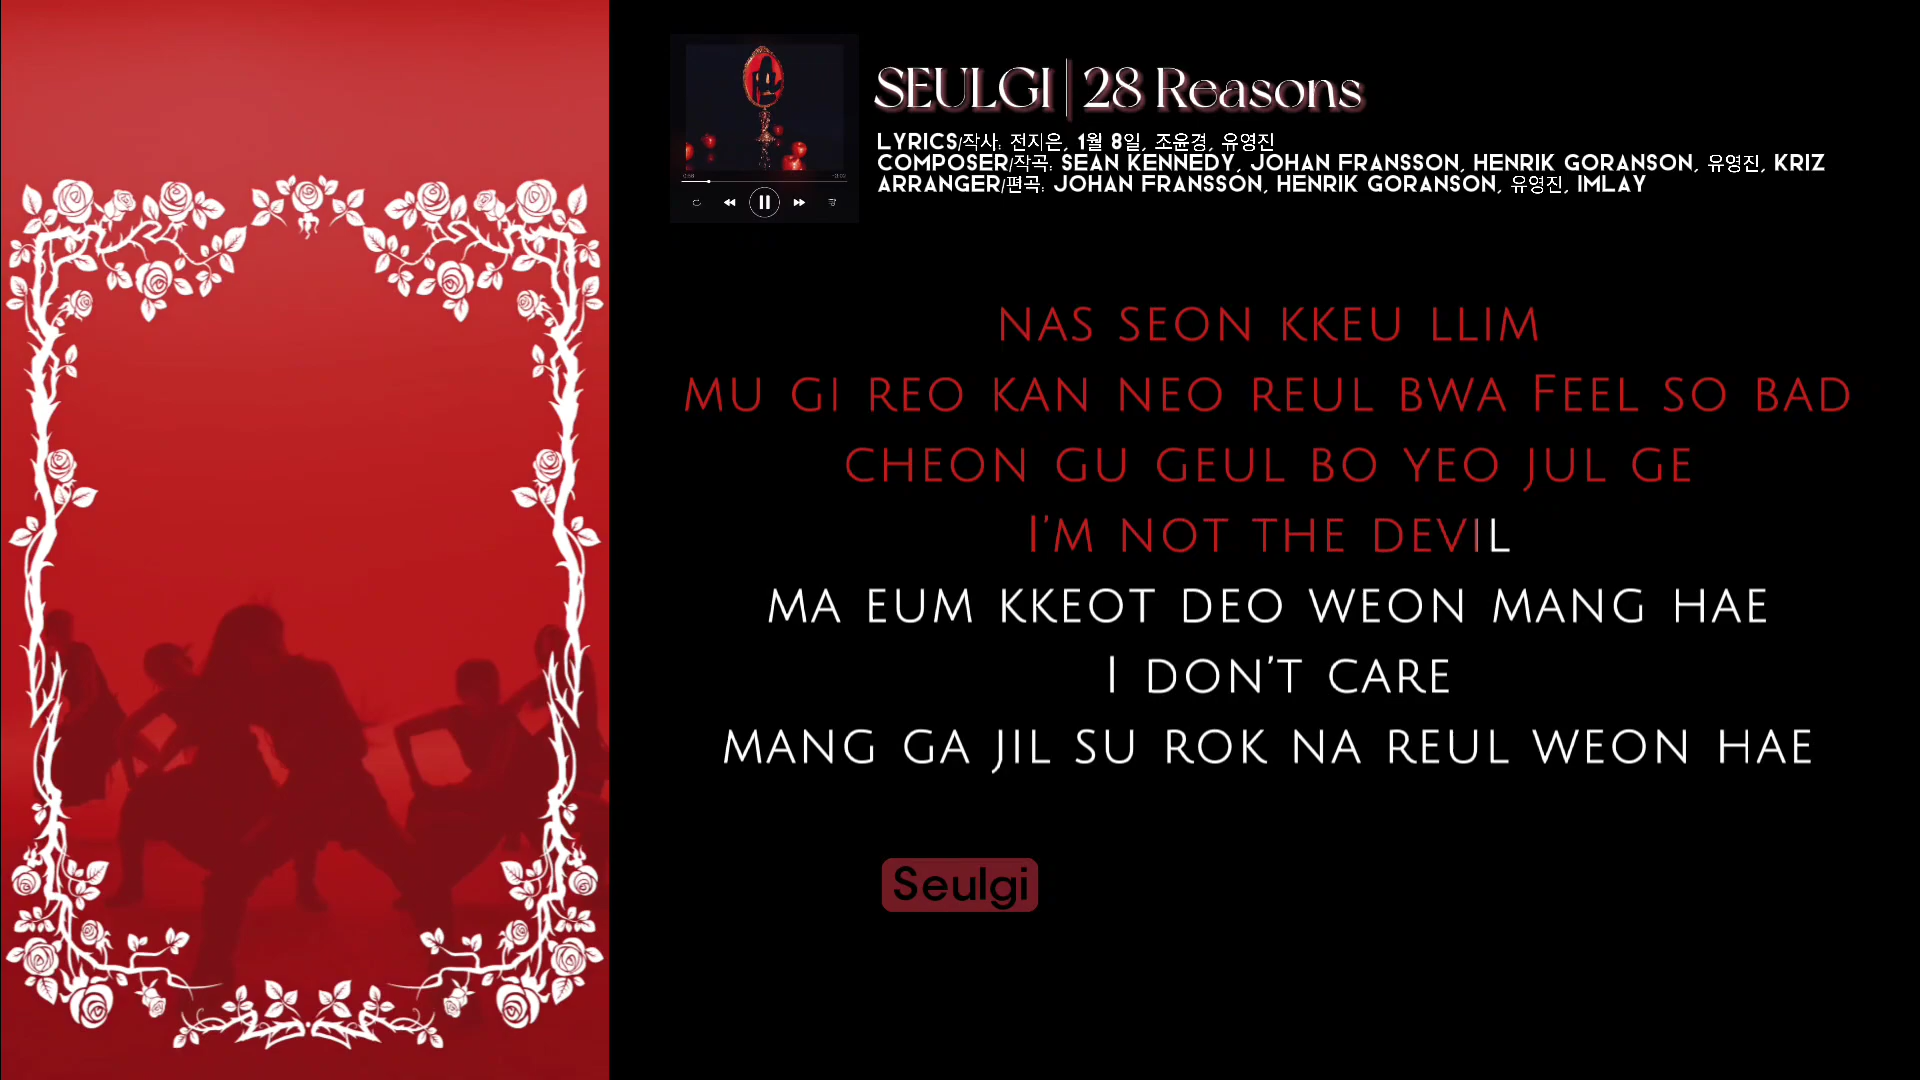 SEULGI | 28 Reasons
LYRICS/작사: 전지은, 1월 8일, 조윤경, 유영진
COMPOSER/작곡: SEAN KENNEDY, JOHAN FRANSSON, HENRIK GORANSON, 유영진, KRIZ
ARRANGER/편곡: JOHAN FRANSSON, HENRIK GORANSON, 유영진, IMLAY
NAS SEON KKEU LLIM
MU GI REO KAN NEO REUL BWA FEEL SO BAD
CHEON GU GEUL BO YEO JUL GE
I'M NOT THE DEVIL
MA EUM KKEOT DEO WEON MANG HAE
I DON'T CARE
MANG GA JIL SU ROK NA REUL WEON HAE
Seulgi